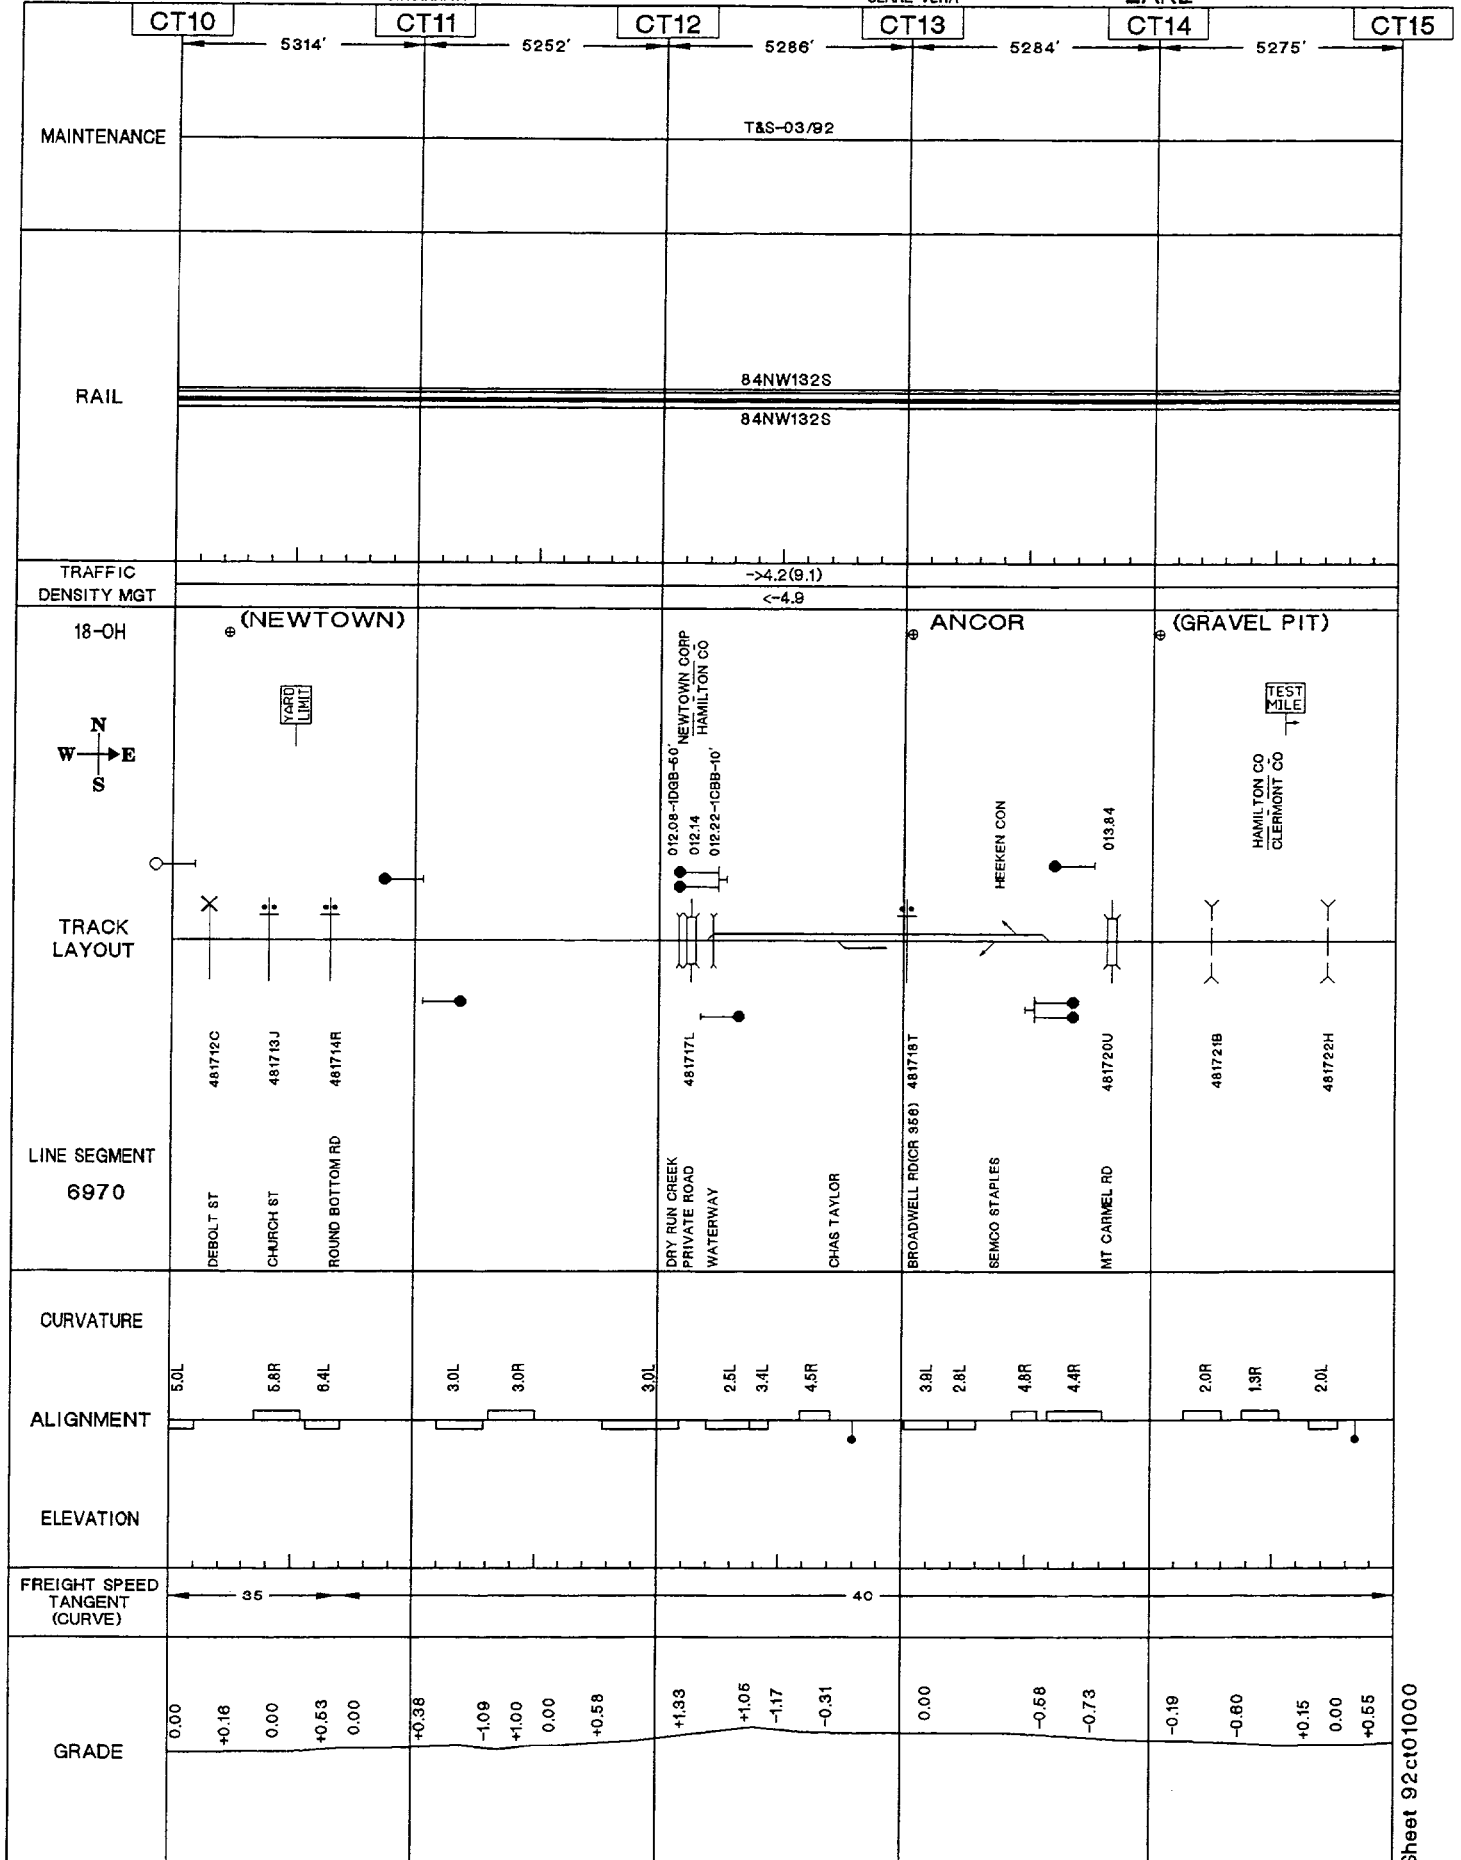 CT10 CT11 CT12 CT13 CT14 CT15
5314' 5252' 5286' 5284' 5275'
MAINTENANCE
T&S-03/92
RAIL
84NW132S
84NW132S
TRAFFIC
DENSITY MGT
->4.2(9.1)
<-4.9
18-OH
(NEWTOWN)
ANCOR
(GRAVEL PIT)
YARD
LIMIT
TEST
MILE
N
W E
S
012.08-1DGB-60'
NEWTOWN CORP
HAMILTON CO
012.14
012.22-1CBB-10'
HEEKEN CON
013.84
HAMILTON CO
CLERMONT CO
TRACK
LAYOUT
481712C
481713J
481714R
481717L
481718T
481720U
481721B
481722H
LINE SEGMENT
6970
DEBOLT ST
CHURCH ST
ROUND BOTTOM RD
DRY RUN CREEK
PRIVATE ROAD
WATERWAY
CHAS TAYLOR
BROADWELL RD(CR 356)
SEMCO STAPLES
MT CARMEL RD
CURVATURE
5.0L 5.8R 6.4L 3.0L 3.0R 3.0L 2.5L 3.4L 4.5R 3.9L 2.8L 4.8R 4.4R 2.0R 1.3R 2.0L
ALIGNMENT
ELEVATION
FREIGHT SPEED
TANGENT
(CURVE)
35 40
GRADE
0.00 +0.16 0.00 +0.53 0.00 +0.38 -1.09 +1.00 0.00 +0.58 +1.33 +1.05 -1.17 -0.31 0.00 -0.58 -0.73 -0.19 -0.60 +0.15 0.00 +0.55
Sheet 92ct01000